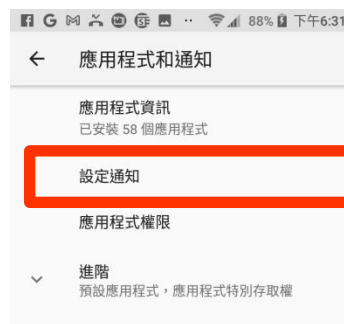 88% 下午6:31
應用程式和通知
應用程式資訊
已安裝 58 個應用程式
設定通知
應用程式權限
進階
預設應用程式，應用程式特別存取權